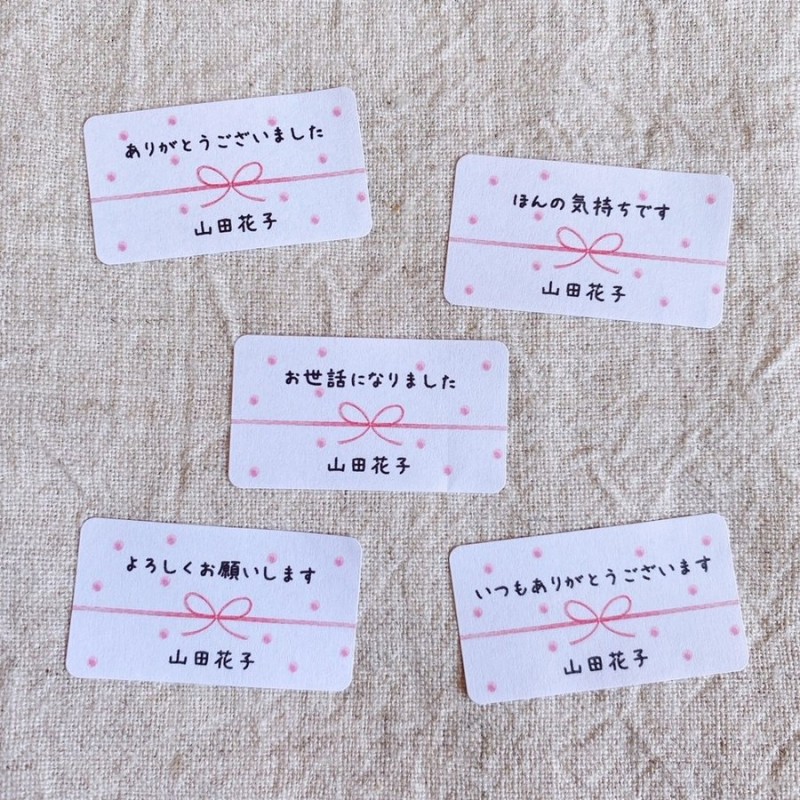 ありがとうございました
山田花子
ほんの気持ちです
山田花子
お世話になりました
山田花子
よろしくお願いします
山田花子
いつもありがとうございます
山田花子